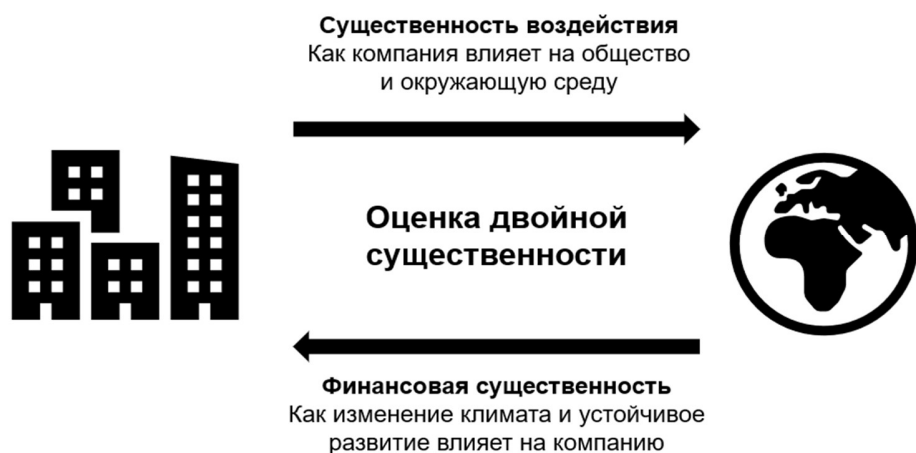 Существенность воздействия
Как компания влияет на общество
и окружающую среду
Оценка двойной
существенности
Финансовая существенность
Как изменение климата и устойчивое
развитие влияет на компанию